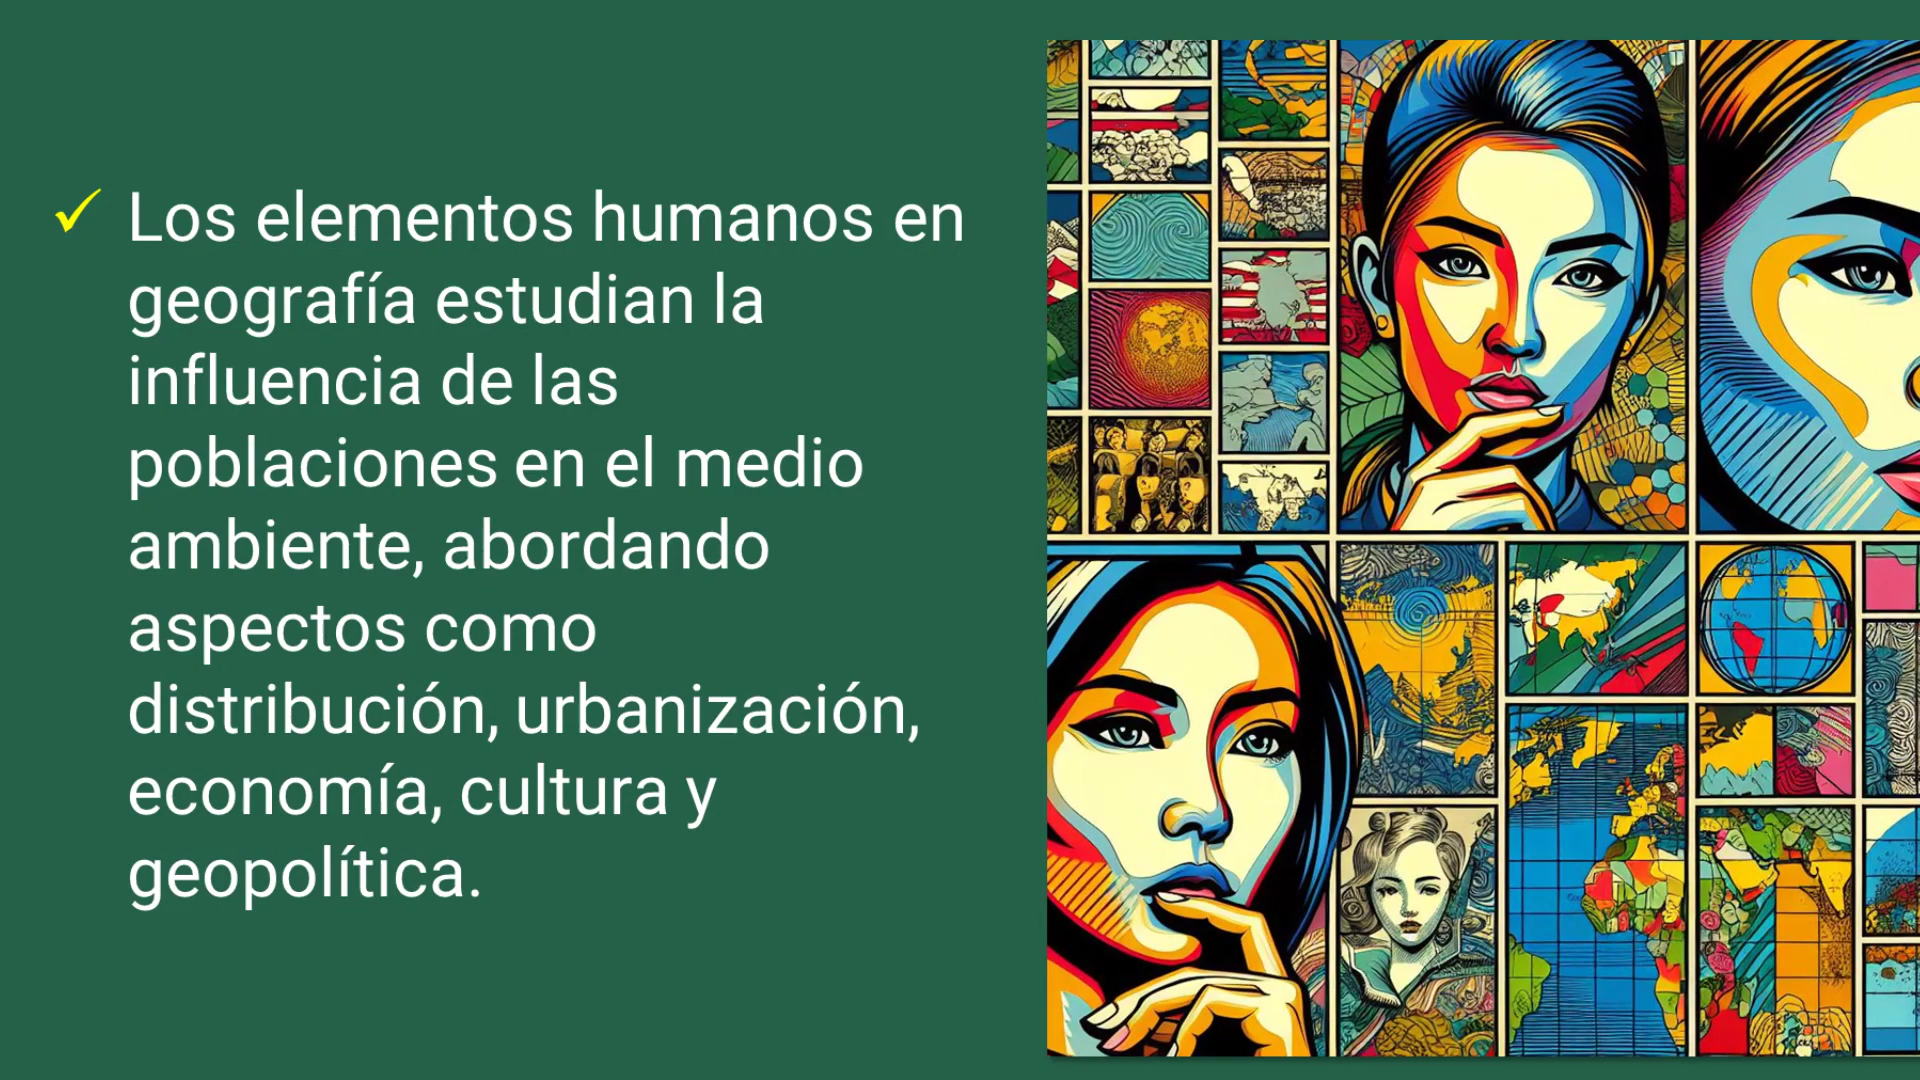 Los elementos humanos en
geografía estudian la
influencia de las
poblaciones en el medio
ambiente, abordando
aspectos como
distribución, urbanización,
economía, cultura y
geopolítica.